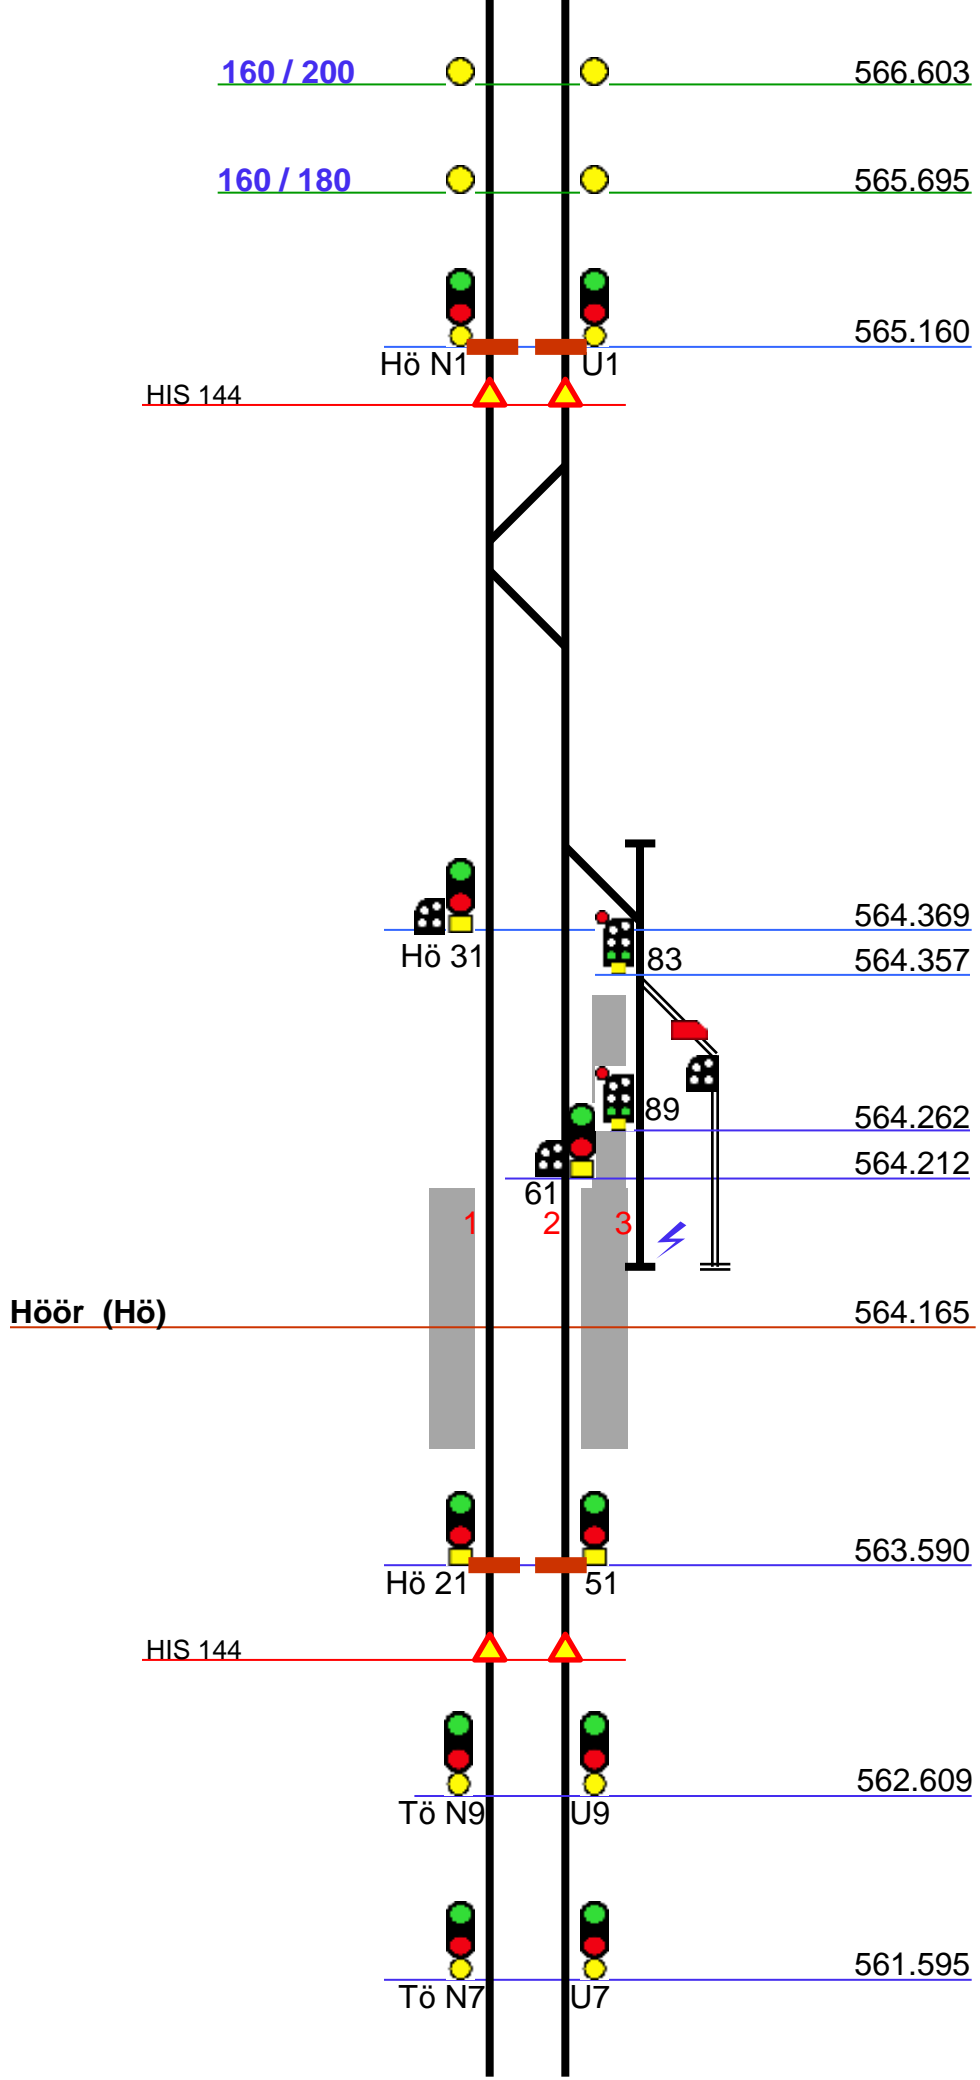 160 / 200 566.603
160 / 180 565.695
565.160
Hö N1 U1
HIS 144
564.369
Hö 31 83 564.357
89 564.262
564.212
61
1 2 3
Höör (Hö) 564.165
563.590
Hö 21 51
HIS 144
562.609
Tö N9 U9
561.595
Tö N7 U7